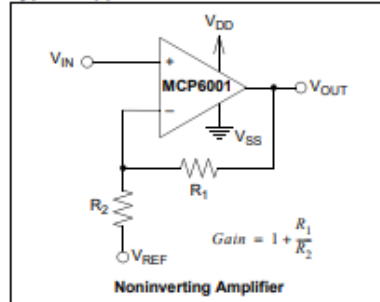 V_DD
V_IN
+
MCP6001
−
V_OUT
V_SS
R_1
R_2
Gain = 1 + R_1/R_2
V_REF
Noninverting Amplifier